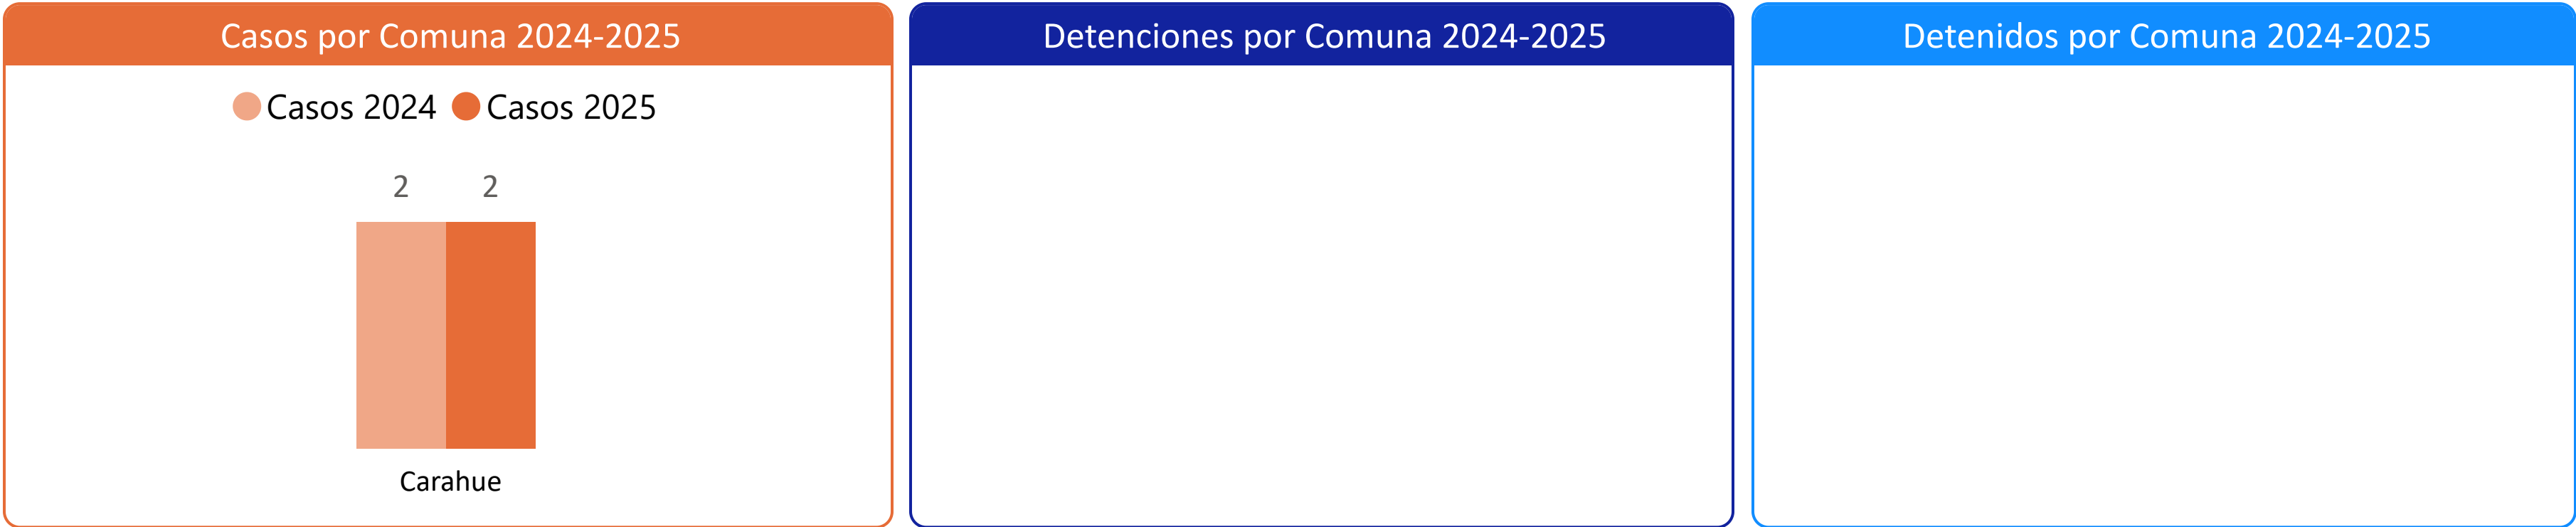 Casos por Comuna 2024-2025
Casos 2024 Casos 2025
2 2
Carahue
Detenciones por Comuna 2024-2025
Detenidos por Comuna 2024-2025